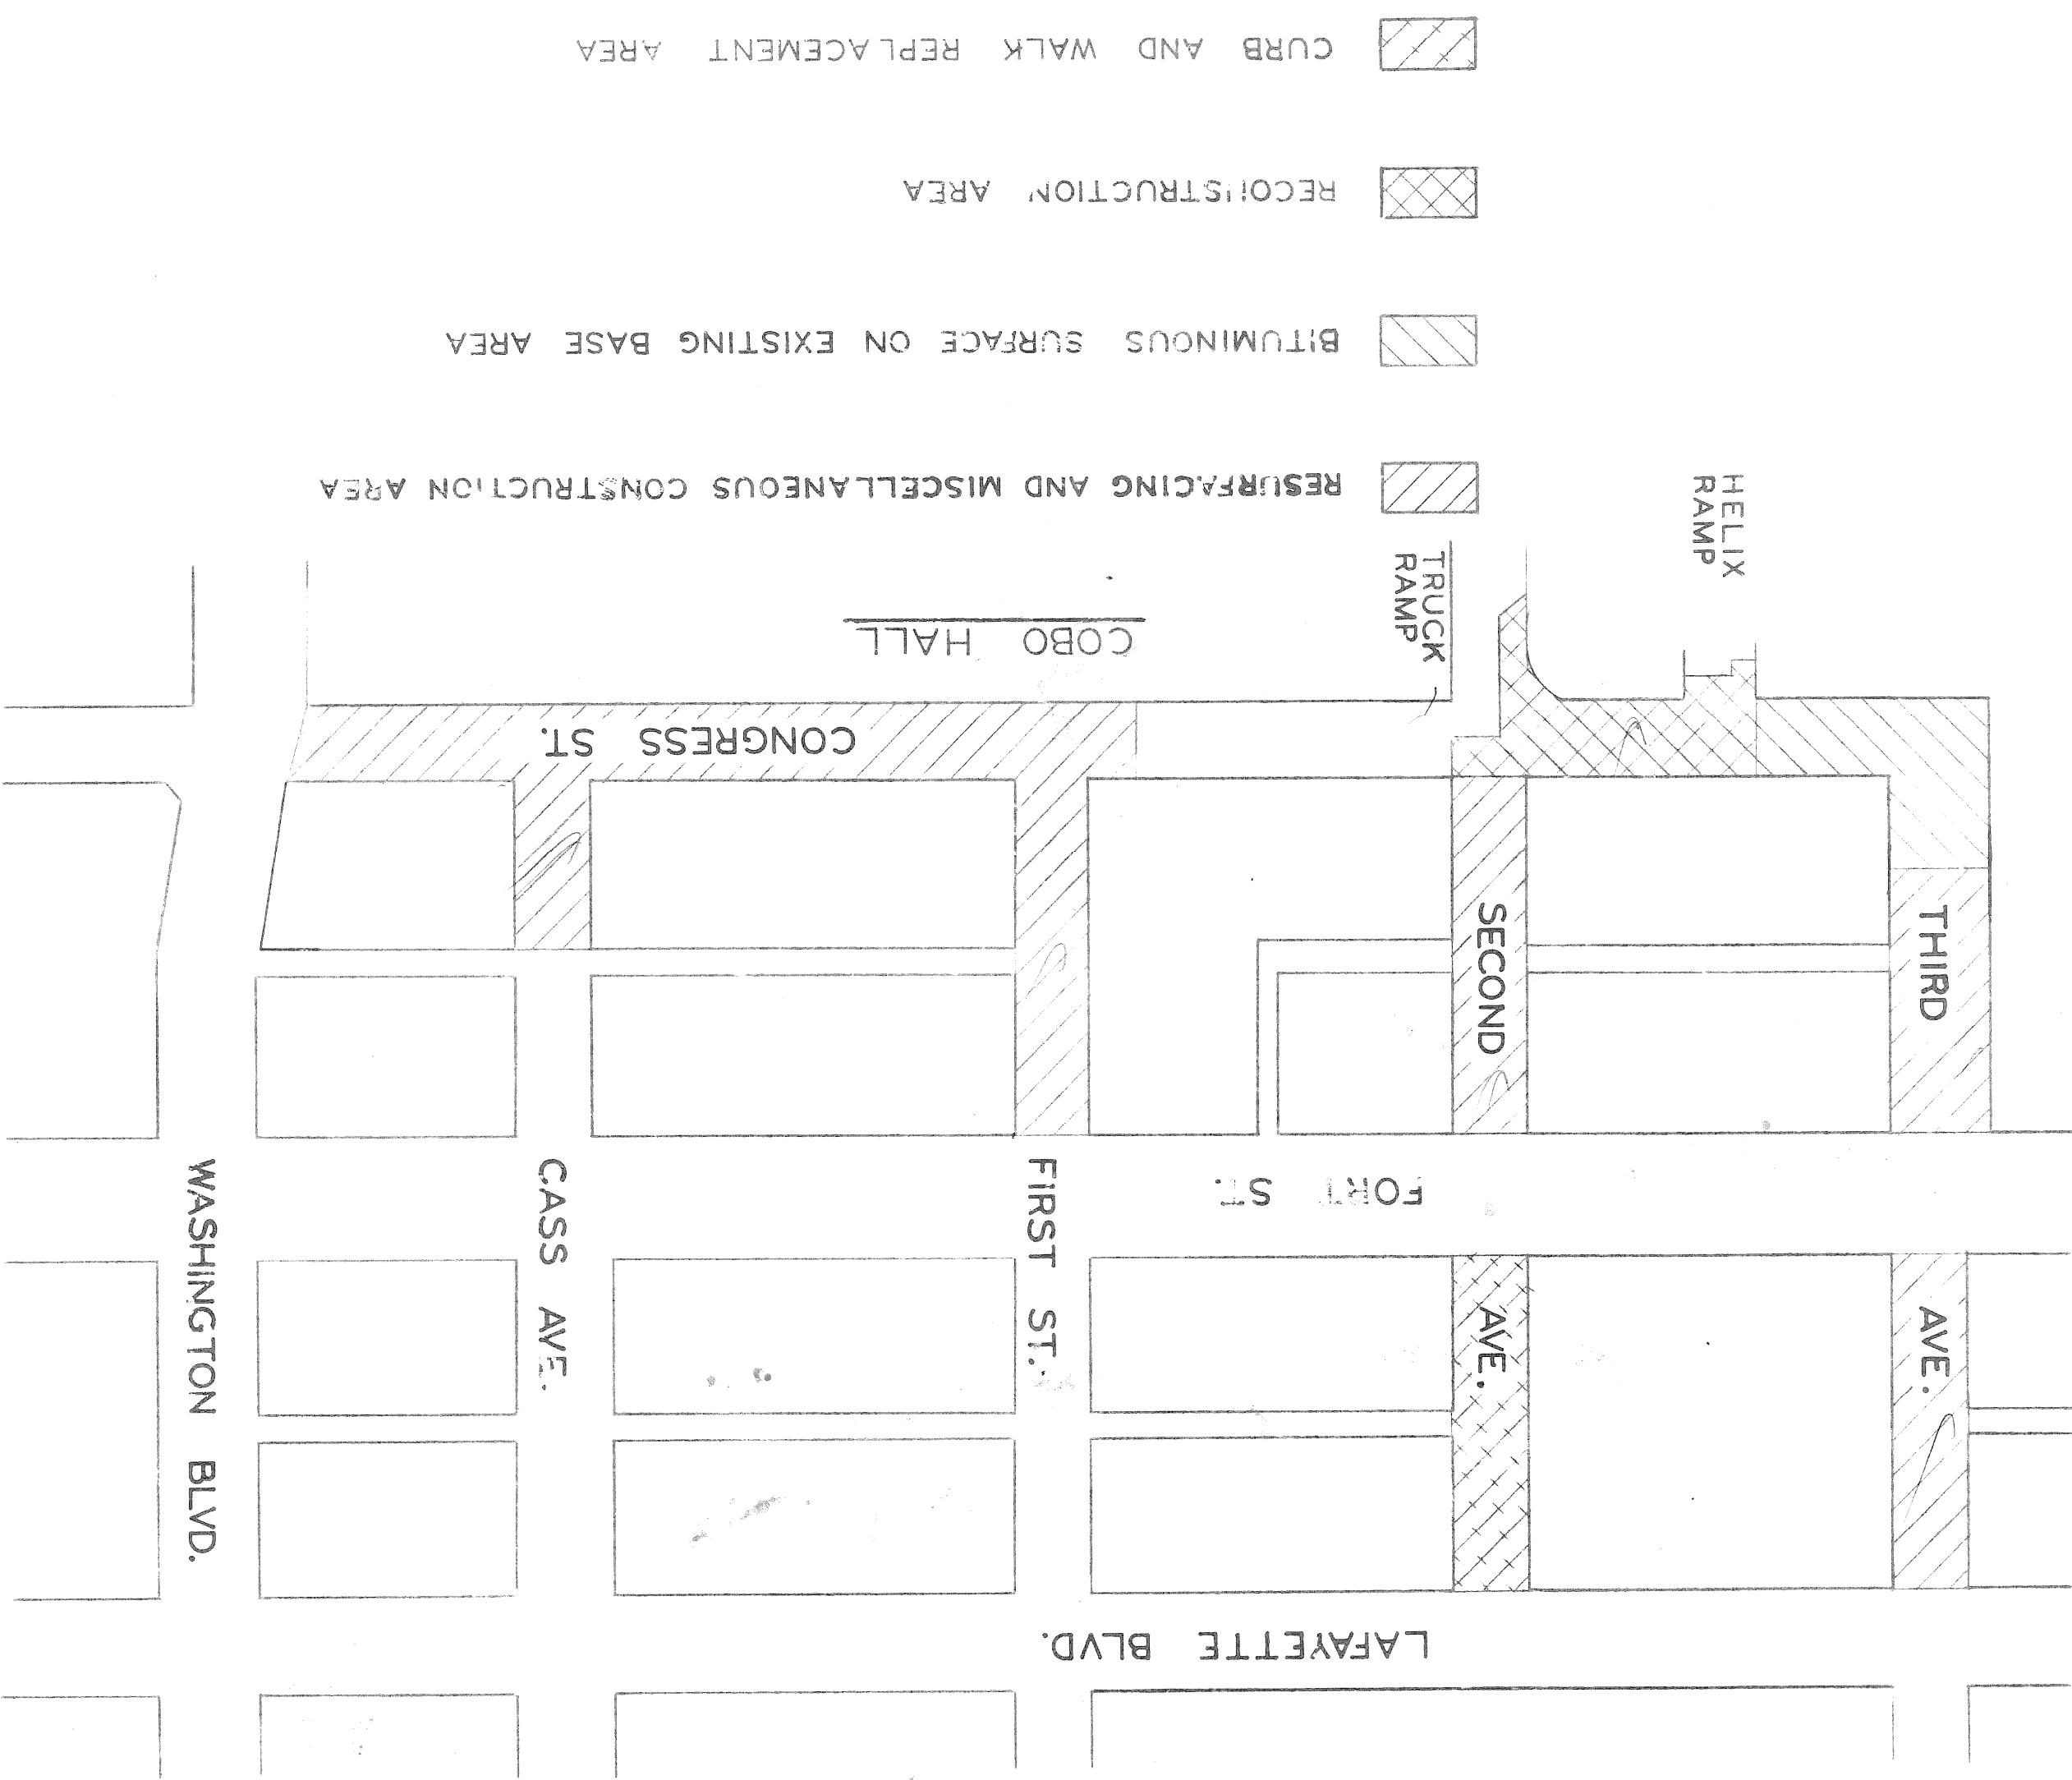 LAFAYETTE BLVD.
FORT ST.
THIRD AVE.
SECOND AVE.
FIRST ST.
CASS AVE.
WASHINGTON BLVD.
CONGRESS ST.
COBO HALL
TRUCK
RAMP
HELIX
RAMP
RESURFACING AND MISCELLANEOUS CONSTRUCTION AREA
BITUMINOUS SURFACE ON EXISTING BASE AREA
RECONSTRUCTION AREA
CURB AND WALK REPLACEMENT AREA